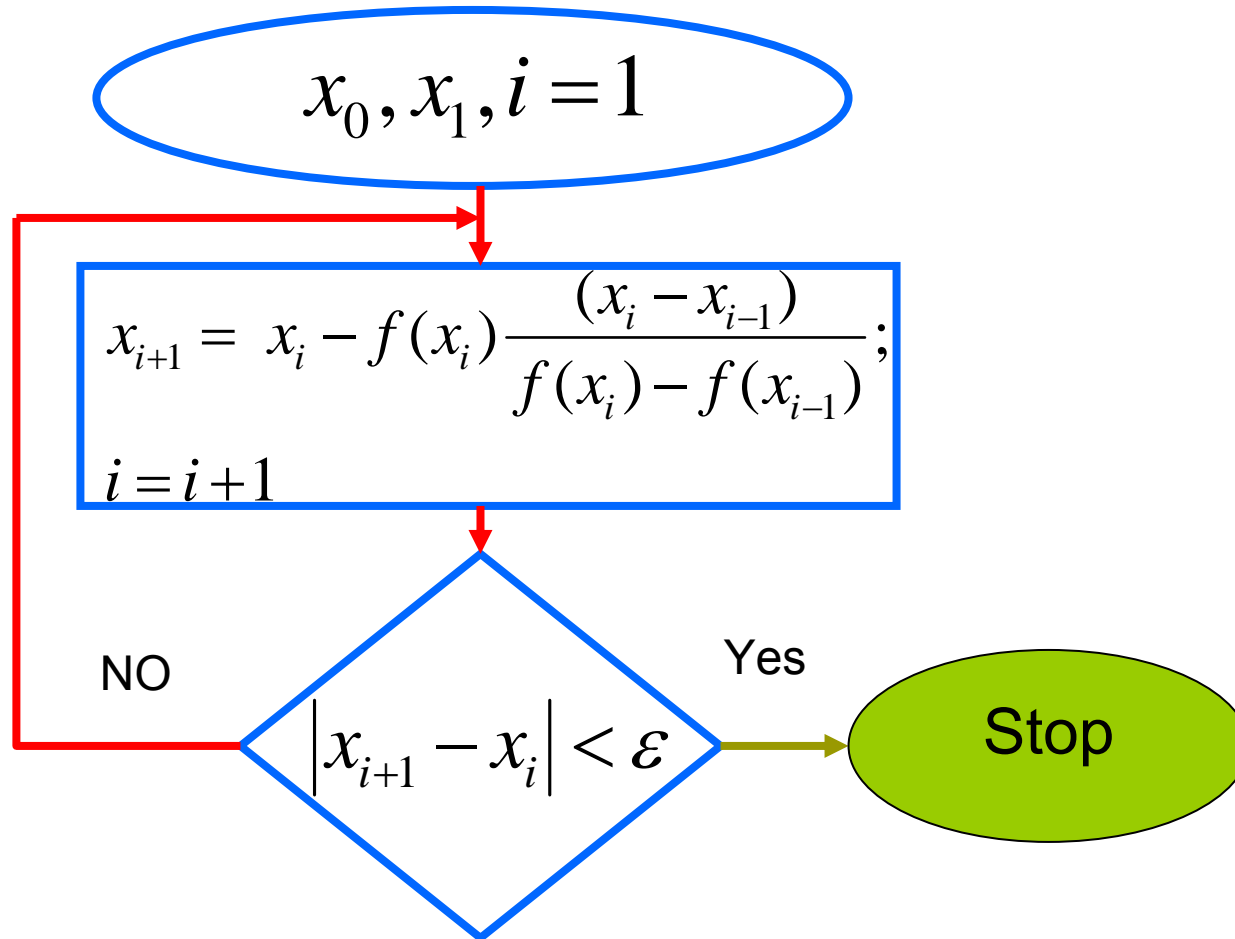 x₀, x₁, i = 1
xᵢ₊₁ = xᵢ − f(xᵢ) (xᵢ − xᵢ₋₁) / f(xᵢ) − f(xᵢ₋₁) ;
i = i + 1
NO
Yes
|xᵢ₊₁ − xᵢ| < ε
Stop